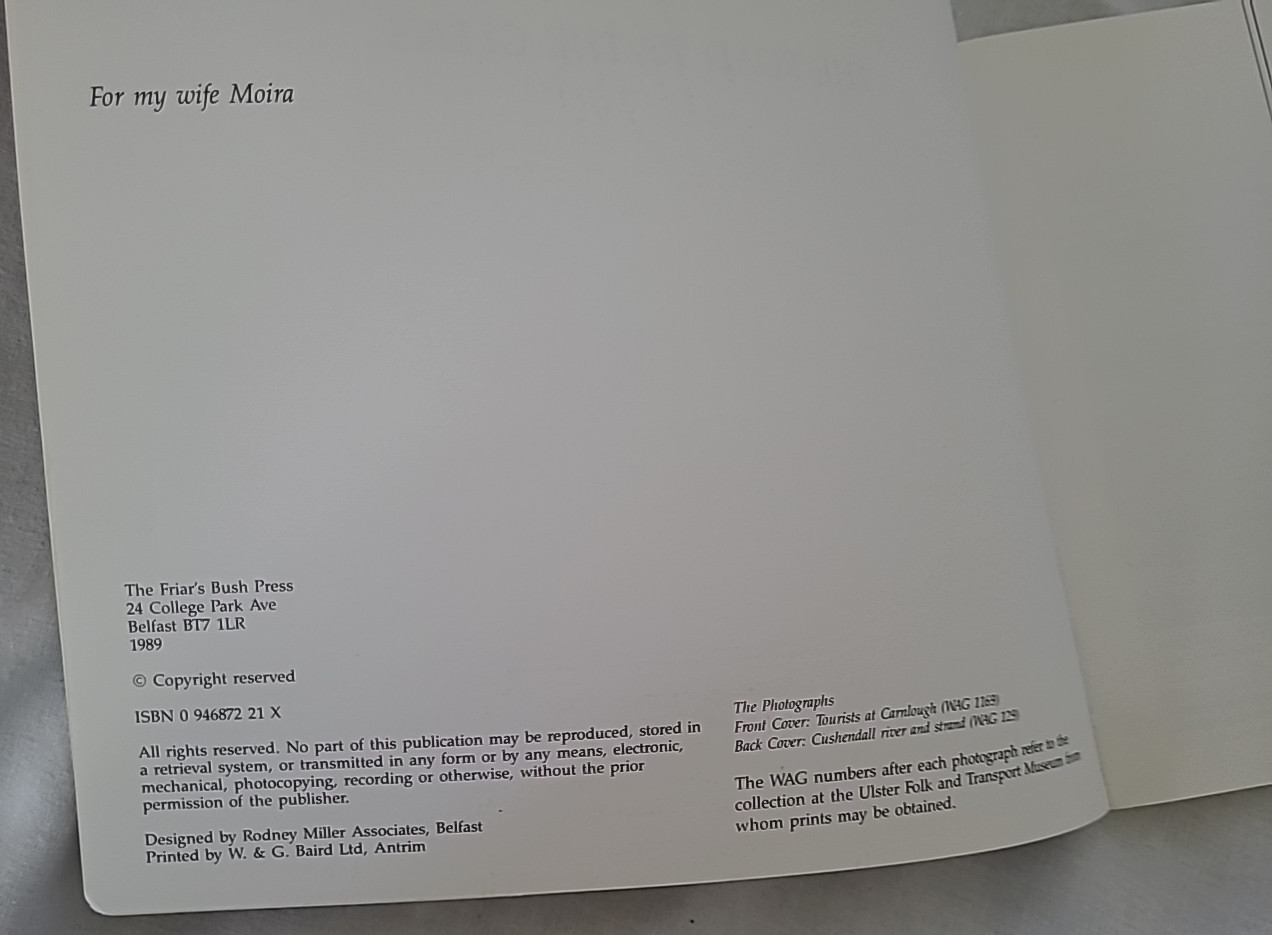 For my wife Moira
The Friar's Bush Press
24 College Park Ave
Belfast BT7 1LR
1989
© Copyright reserved
ISBN 0 946872 21 X
All rights reserved. No part of this publication may be reproduced, stored in
a retrieval system, or transmitted in any form or by any means, electronic,
mechanical, photocopying, recording or otherwise, without the prior
permission of the publisher.
Designed by Rodney Miller Associates, Belfast
Printed by W. & G. Baird Ltd, Antrim
The Photographs
Front Cover: Tourists at Carnlough (WAG 1163)
Back Cover: Cushendall river and strand (WAG 129)
The WAG numbers after each photograph refer to the
collection at the Ulster Folk and Transport Museum from
whom prints may be obtained.